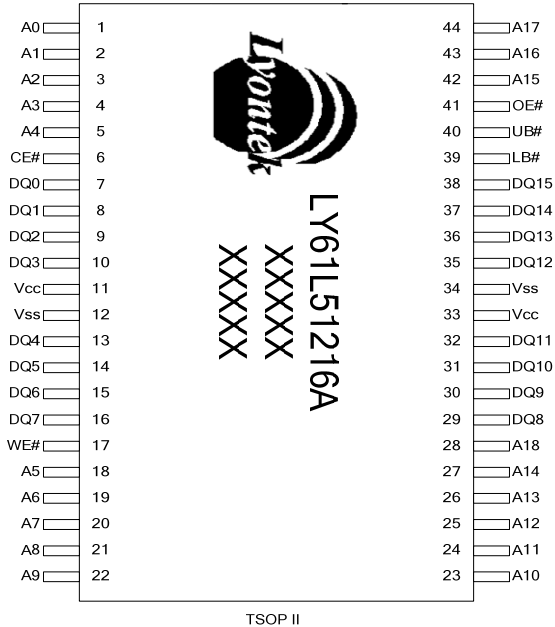 A0 1 44 A17
A1 2 43 A16
A2 3 42 A15
A3 4 41 OE#
A4 5 40 UB#
CE# 6 39 LB#
DQ0 7 38 DQ15
DQ1 8 37 DQ14
DQ2 9 36 DQ13
DQ3 10 35 DQ12
Vcc 11 34 Vss
Vss 12 33 Vcc
DQ4 13 32 DQ11
DQ5 14 31 DQ10
DQ6 15 30 DQ9
DQ7 16 29 DQ8
WE# 17 28 A18
A5 18 27 A14
A6 19 26 A13
A7 20 25 A12
A8 21 24 A11
A9 22 23 A10
Lyontek
LY61L51216A
XXXXX
XXXXX
TSOP II